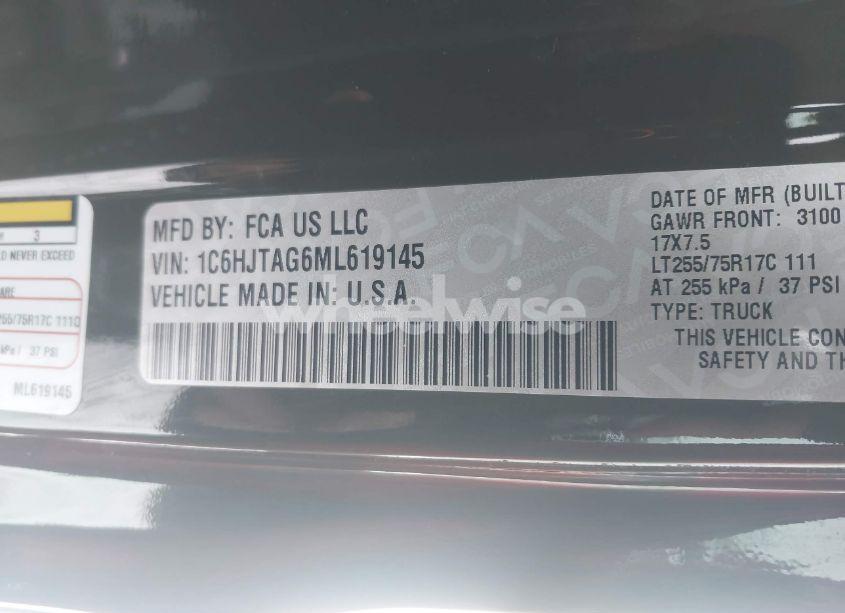 3
D NEVER EXCEED
ARE
255/75R17C 111C
kPa / 37 PSI
ML619145
MFD BY: FCA US LLC
VIN: 1C6HJTAG6ML619145
VEHICLE MADE IN: U.S.A.
wheelwise
DATE OF MFR (BUILT
GAWR FRONT: 3100
17X7.5
LT255/75R17C 111
AT 255 kPa / 37 PSI
TYPE: TRUCK
THIS VEHICLE CON
SAFETY AND TH